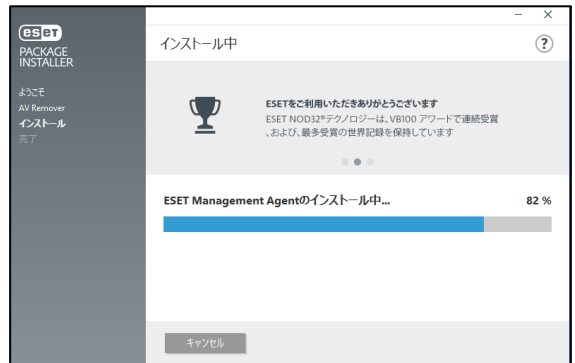 eset
PACKAGE
INSTALLER
ようこそ
AV Remover
インストール
完了
インストール中
?
ESETをご利用いただきありがとうございます
ESET NOD32®テクノロジーは、VB100 アワードで連続受賞
、および、最多受賞の世界記録を保持しています
ESET Management Agentのインストール中... 82 %
キャンセル